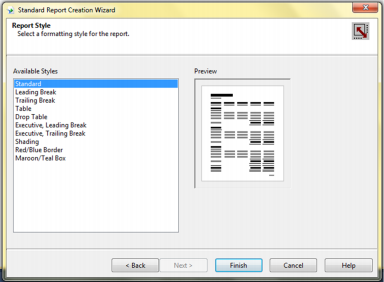 Standard Report Creation Wizard
Report Style
Select a formatting style for the report.
Available Styles
Preview
Standard
Leading Break
Trailing Break
Table
Drop Table
Executive, Leading Break
Executive, Trailing Break
Shading
Red/Blue Border
Maroon/Teal Box
< Back
Next >
Finish
Cancel
Help